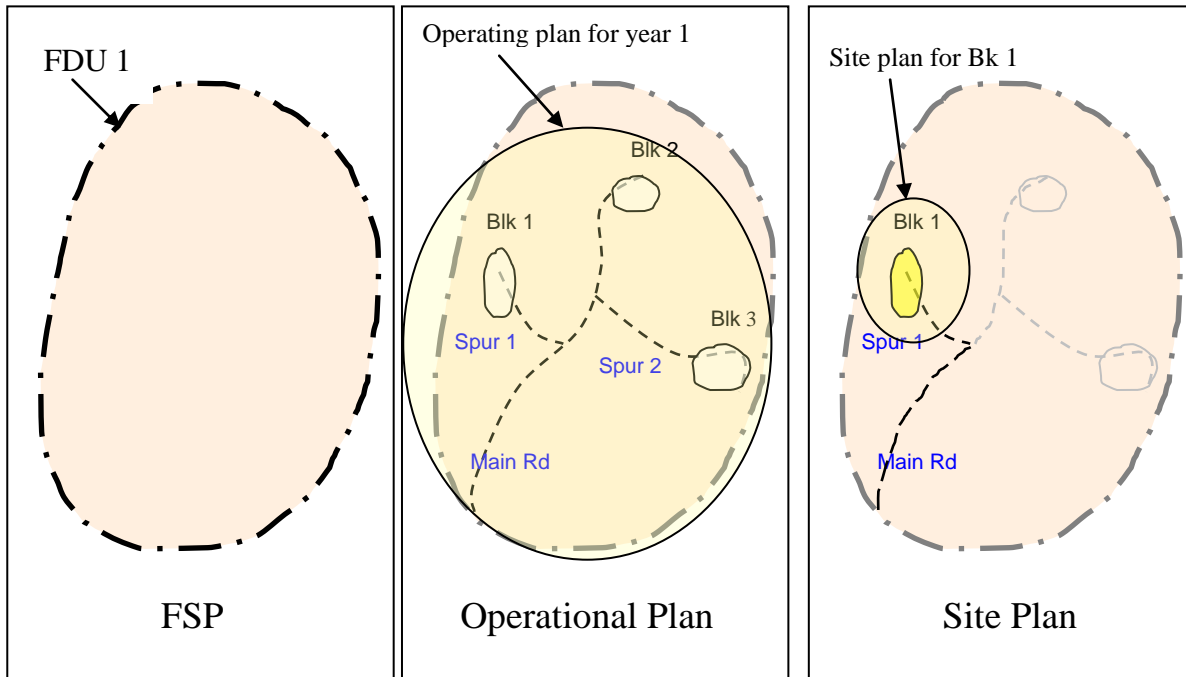 FDU 1
FSP
Operating plan for year 1
Blk 2
Blk 1
Blk 3
Spur 1
Spur 2
Main Rd
Operational Plan
Site plan for Bk 1
Blk 1
Spur 1
Main Rd
Site Plan